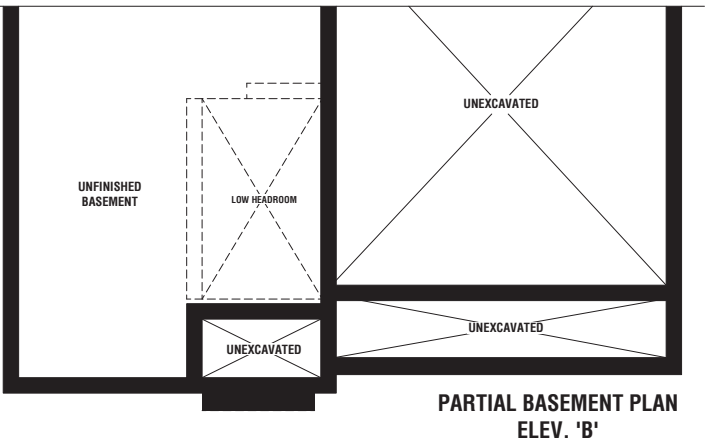 UNEXCAVATED
UNFINISHED
BASEMENT
LOW HEADROOM
UNEXCAVATED
UNEXCAVATED
PARTIAL BASEMENT PLAN
ELEV. 'B'